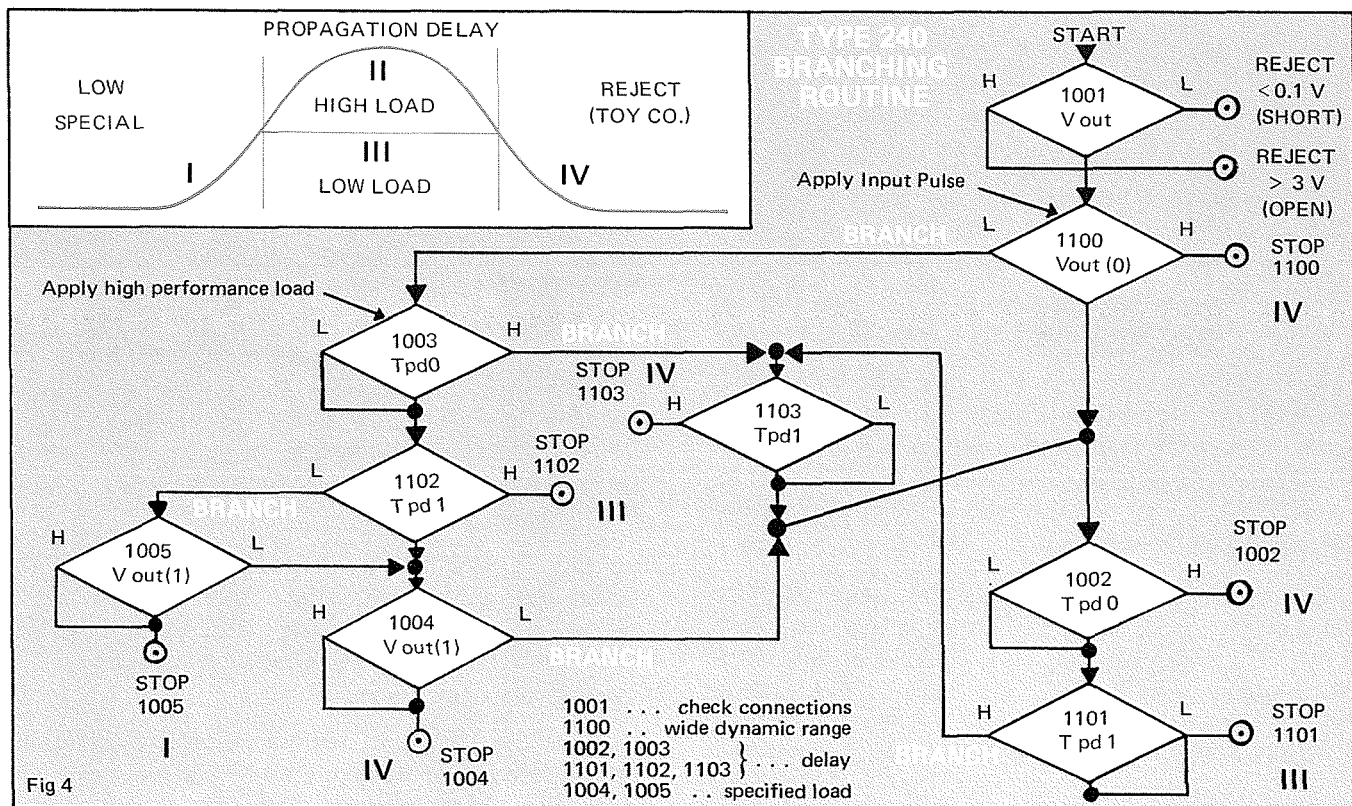 PROPAGATION DELAY
LOW
SPECIAL
I
II
HIGH LOAD
III
LOW LOAD
REJECT
(TOY CO.)
IV
TYPE 240
BRANCHING
ROUTINE
START
H
1001
V out
L
REJECT
<0.1 V
(SHORT)
REJECT
> 3 V
(OPEN)
Apply Input Pulse
BRANCH
L
1100
Vout (0)
H
STOP
1100
IV
Apply high performance load
L
1003
Tpd0
H
BRANCH
STOP
1103
IV
H
1103
Tpd1
L
L
1102
Tpd 1
H
STOP
1102
III
BRANCH
H
1005
V out(1)
L
STOP
1005
I
H
1004
V out(1)
L
BRANCH
STOP
1004
IV
L
1002
Tpd 0
H
STOP
1002
IV
H
1101
Tpd 1
L
STOP
1101
III
BRANCH
1001 . . . check connections
1100 . . wide dynamic range
1002, 1003
1101, 1102, 1103 } . . . delay
1004, 1005 . . specified load
Fig 4